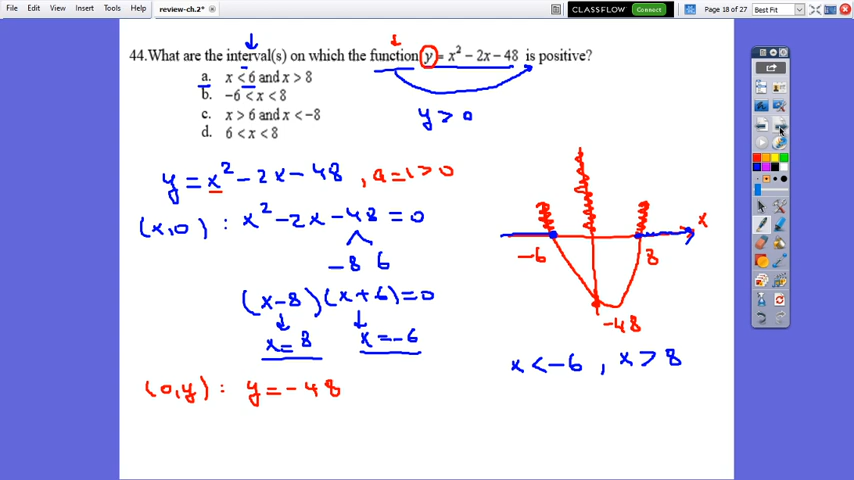 File Edit View Insert Tools Help review-ch.2* CLASSFLOW Connect Page 18 of 27 Best Fit
44.What are the interval(s) on which the function y = x² − 2x − 48 is positive?
a. x < 6 and x > 8
b. −6 < x < 8
c. x > 6 and x < −8
d. 6 < x < 8
y > 0
y = x² − 2x − 48 , a = 1 > 0
(x,0) : x² − 2x − 48 = 0
−8 6
(x−8)(x+6) = 0
x = 8 x = −6
(0,y) : y = −48
x
−6 8
−48
x < −6 , x > 8